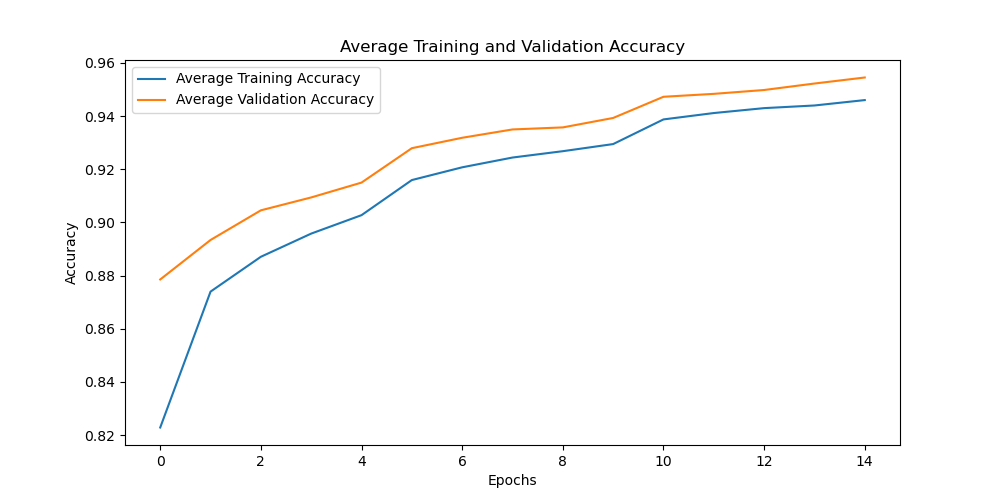 Average Training and Validation Accuracy
Average Training Accuracy
Average Validation Accuracy
Accuracy
0.96
0.94
0.92
0.90
0.88
0.86
0.84
0.82
0 2 4 6 8 10 12 14
Epochs